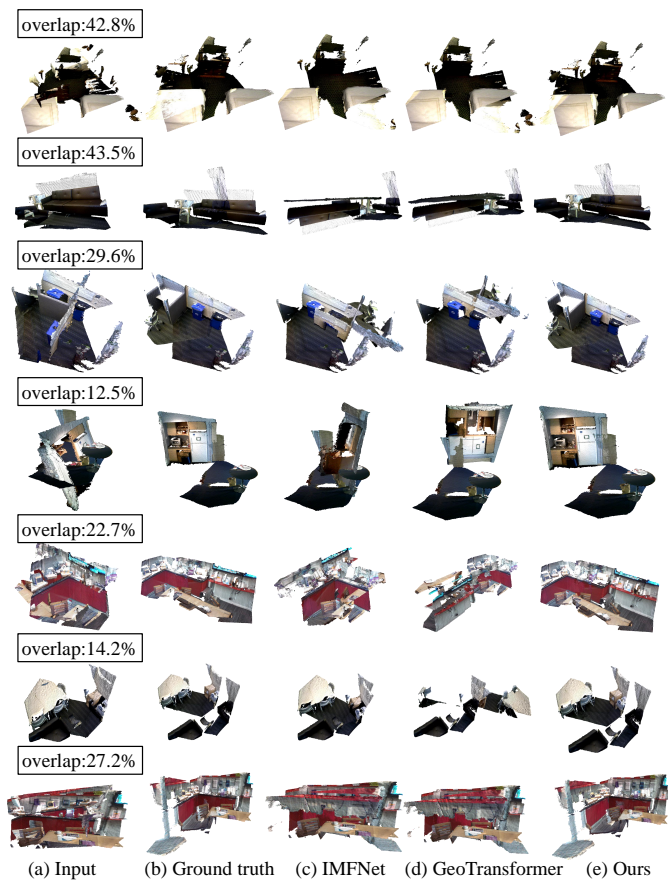 overlap:42.8%
overlap:43.5%
overlap:29.6%
overlap:12.5%
overlap:22.7%
overlap:14.2%
overlap:27.2%
(a) Input (b) Ground truth (c) IMFNet (d) GeoTransformer (e) Ours